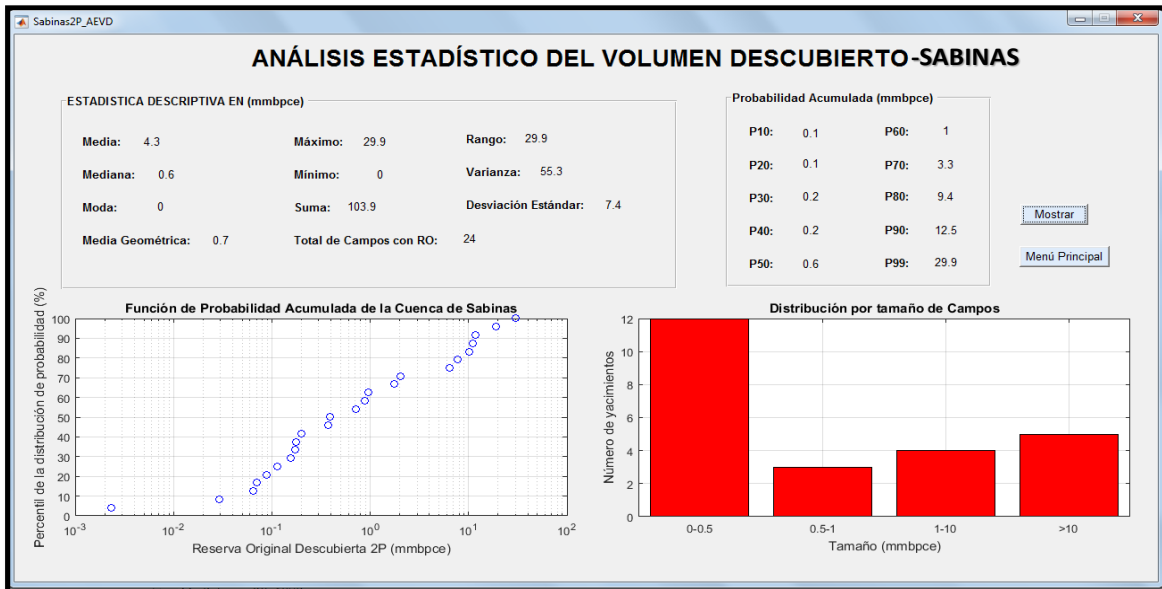 Sabinas2P_AEVD
ANÁLISIS ESTADÍSTICO DEL VOLUMEN DESCUBIERTO-SABINAS
ESTADISTICA DESCRIPTIVA EN (mmbpce)
Media: 4.3 Máximo: 29.9 Rango: 29.9
Mediana: 0.6 Mínimo: 0 Varianza: 55.3
Moda: 0 Suma: 103.9 Desviación Estándar: 7.4
Media Geométrica: 0.7 Total de Campos con RO: 24
Probabilidad Acumulada (mmbpce)
P10: 0.1 P60: 1
P20: 0.1 P70: 3.3
P30: 0.2 P80: 9.4
P40: 0.2 P90: 12.5
P50: 0.6 P99: 29.9
Mostrar
Menú Principal
Función de Probabilidad Acumulada de la Cuenca de Sabinas
Percentil de la distribución de probabilidad (%)
100
90
80
70
60
50
40
30
20
10
0
10⁻³ 10⁻² 10⁻¹ 10⁰ 10¹ 10²
Reserva Original Descubierta 2P (mmbpce)
Distribución por tamaño de Campos
Número de yacimientos
12
10
8
6
4
2
0
0-0.5 0.5-1 1-10 >10
Tamaño (mmbpce)